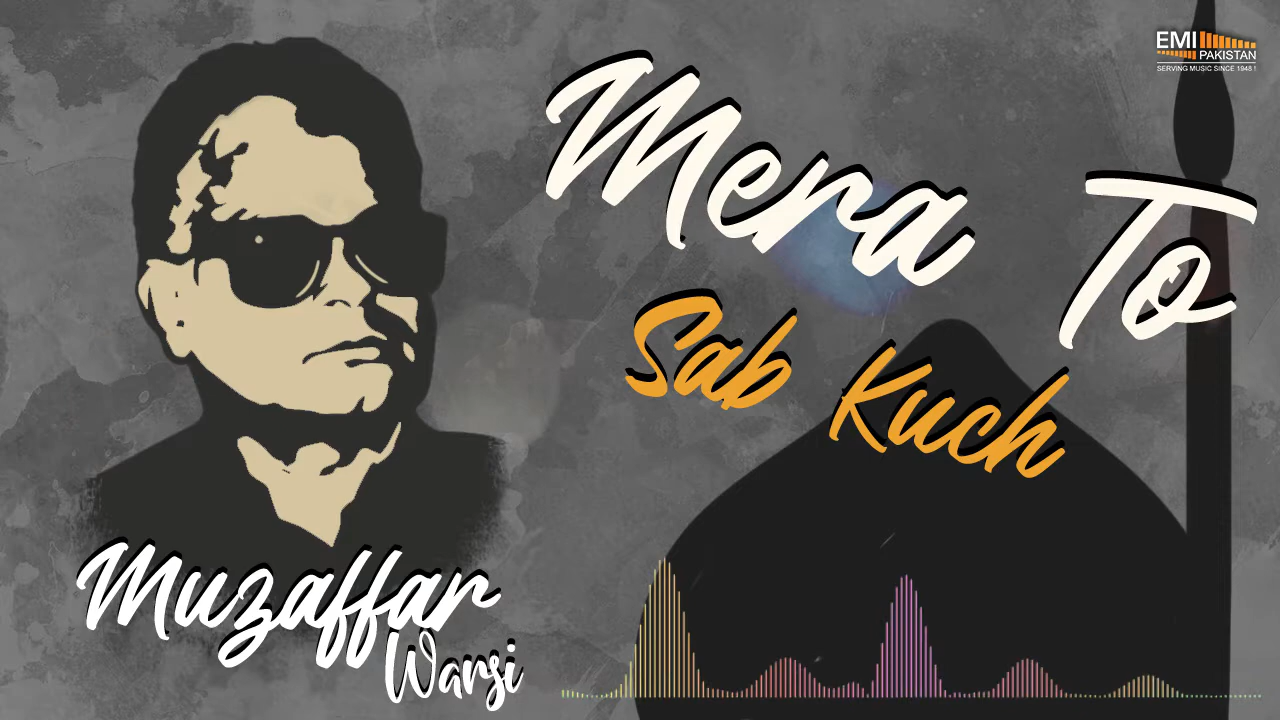 EMI
PAKISTAN
SERVING MUSIC SINCE 1948 !
Mera To
Sab Kuch
Muzaffar
Warsi